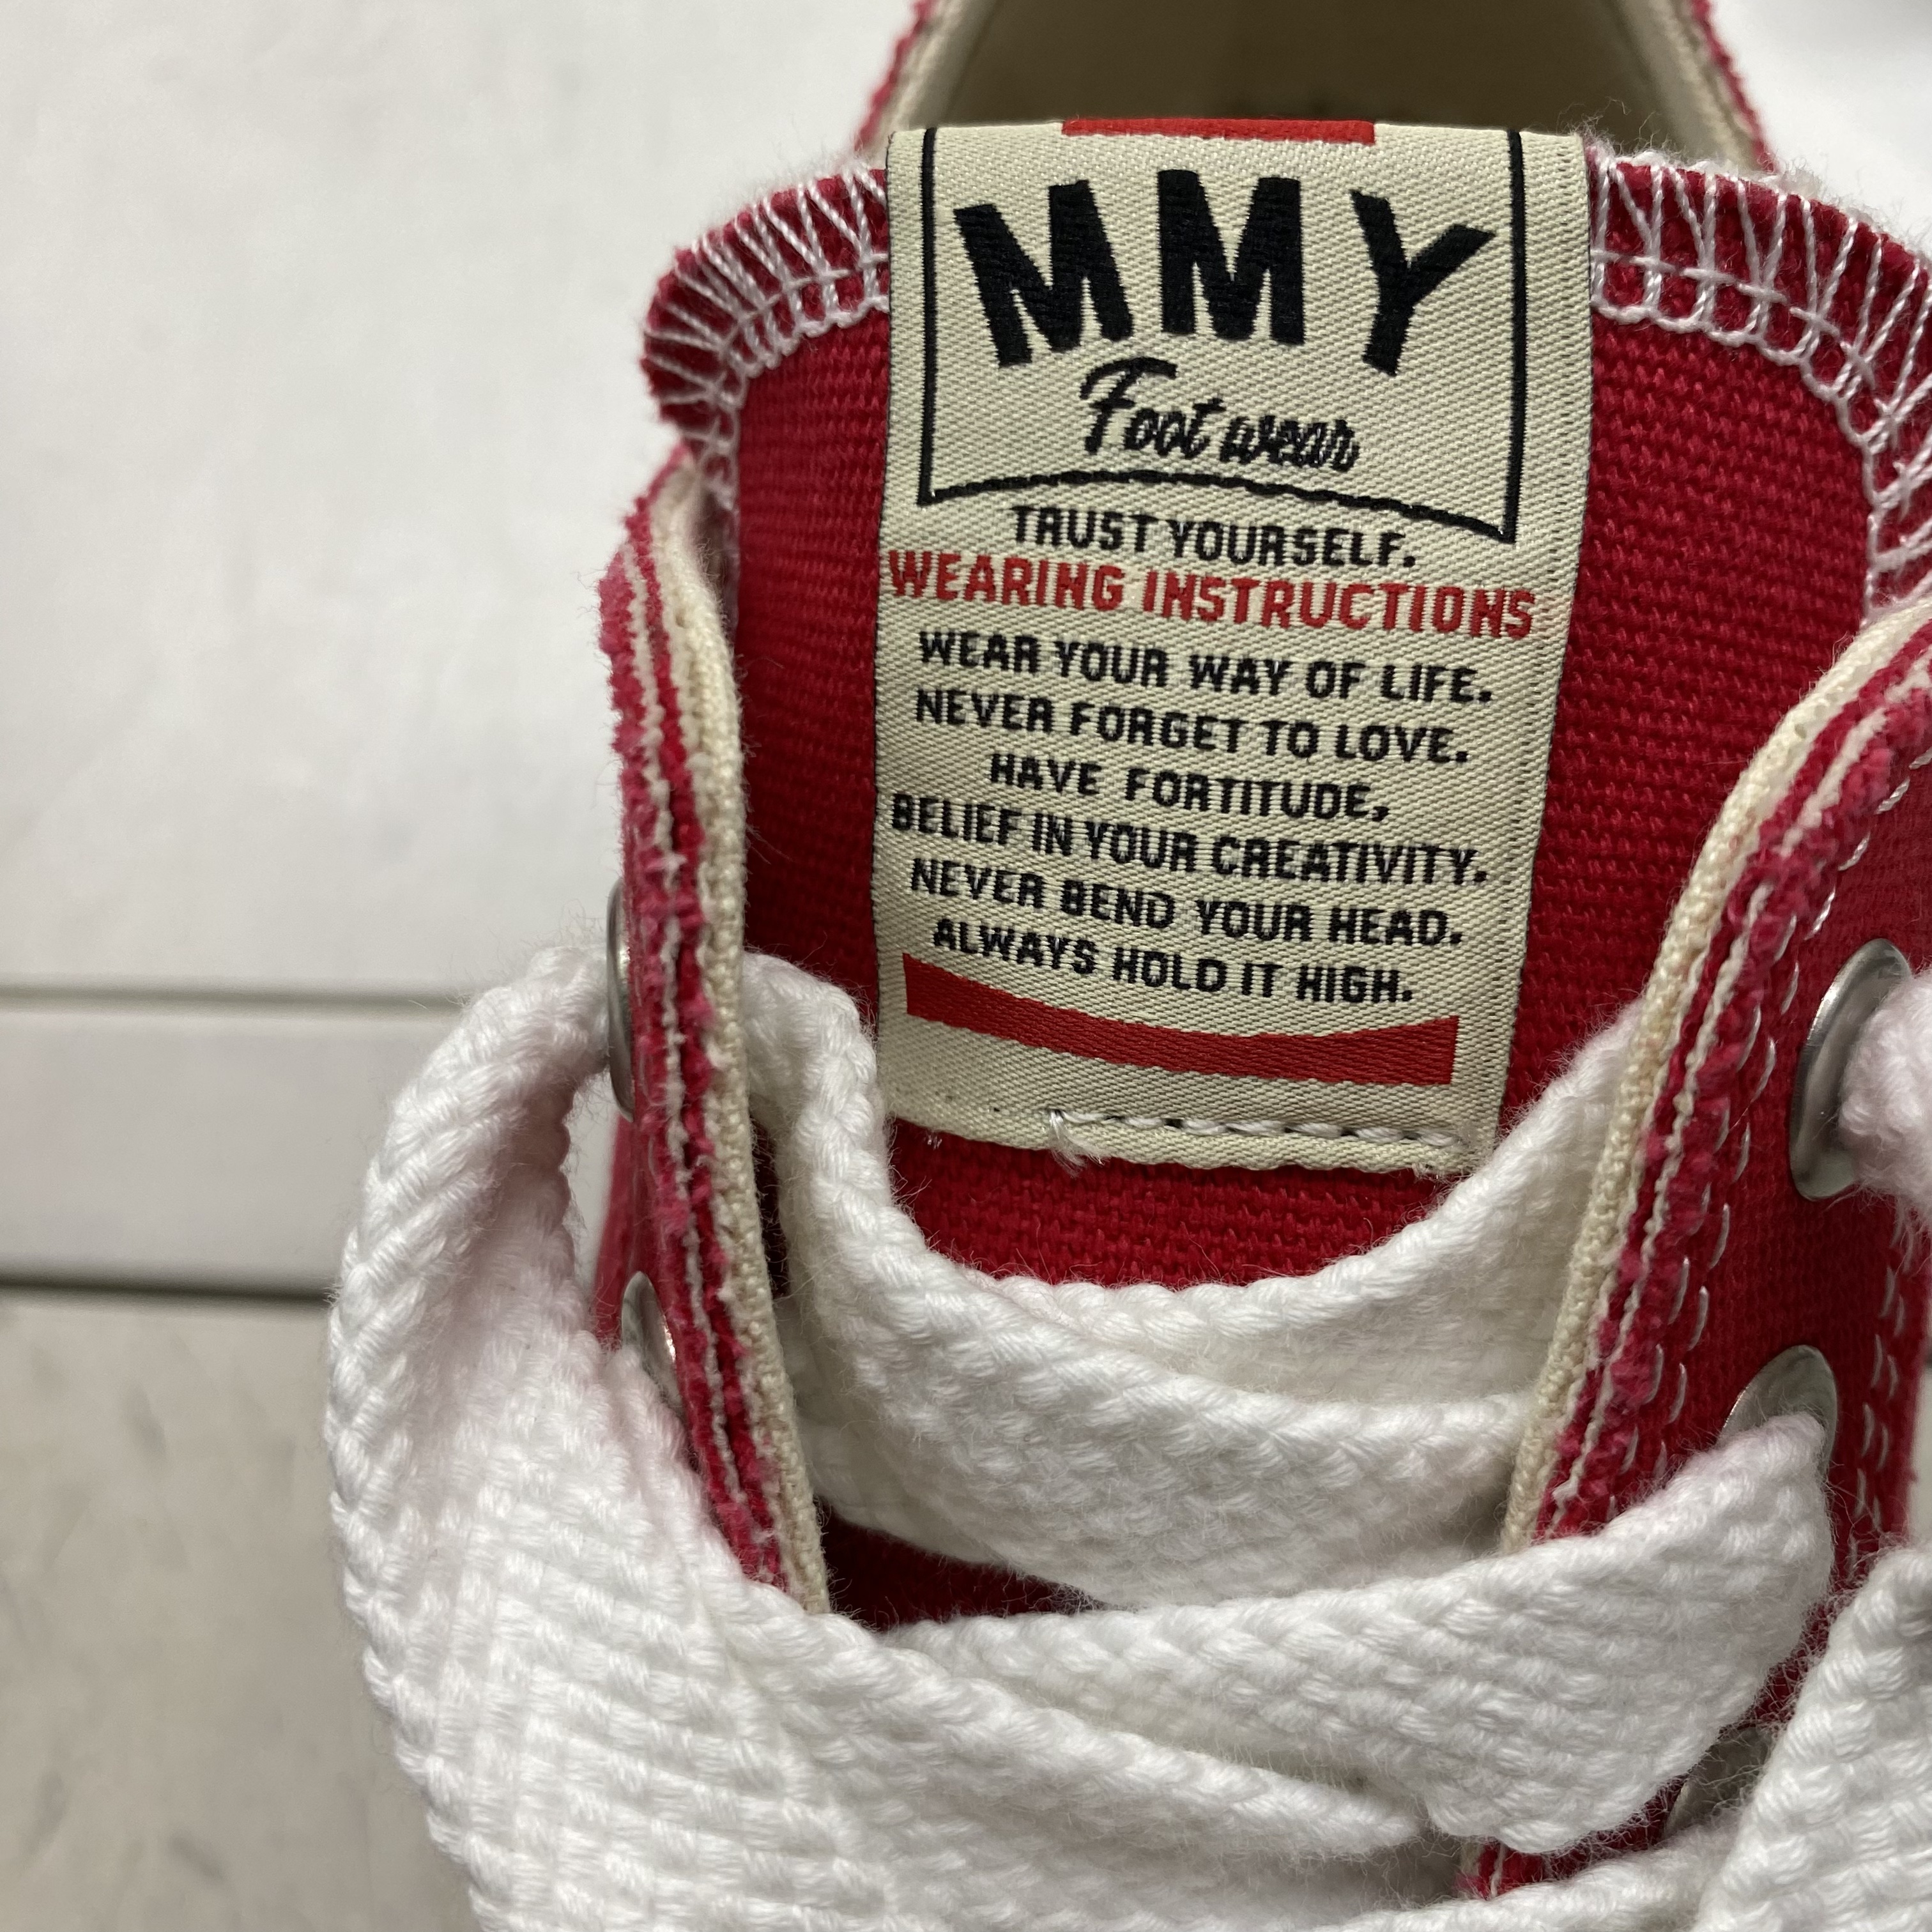 MMY
Foot wear
TRUST YOURSELF.
WEARING INSTRUCTIONS
WEAR YOUR WAY OF LIFE.
NEVER FORGET TO LOVE.
HAVE FORTITUDE,
BELIEF IN YOUR CREATIVITY.
NEVER BEND YOUR HEAD.
ALWAYS HOLD IT HIGH.